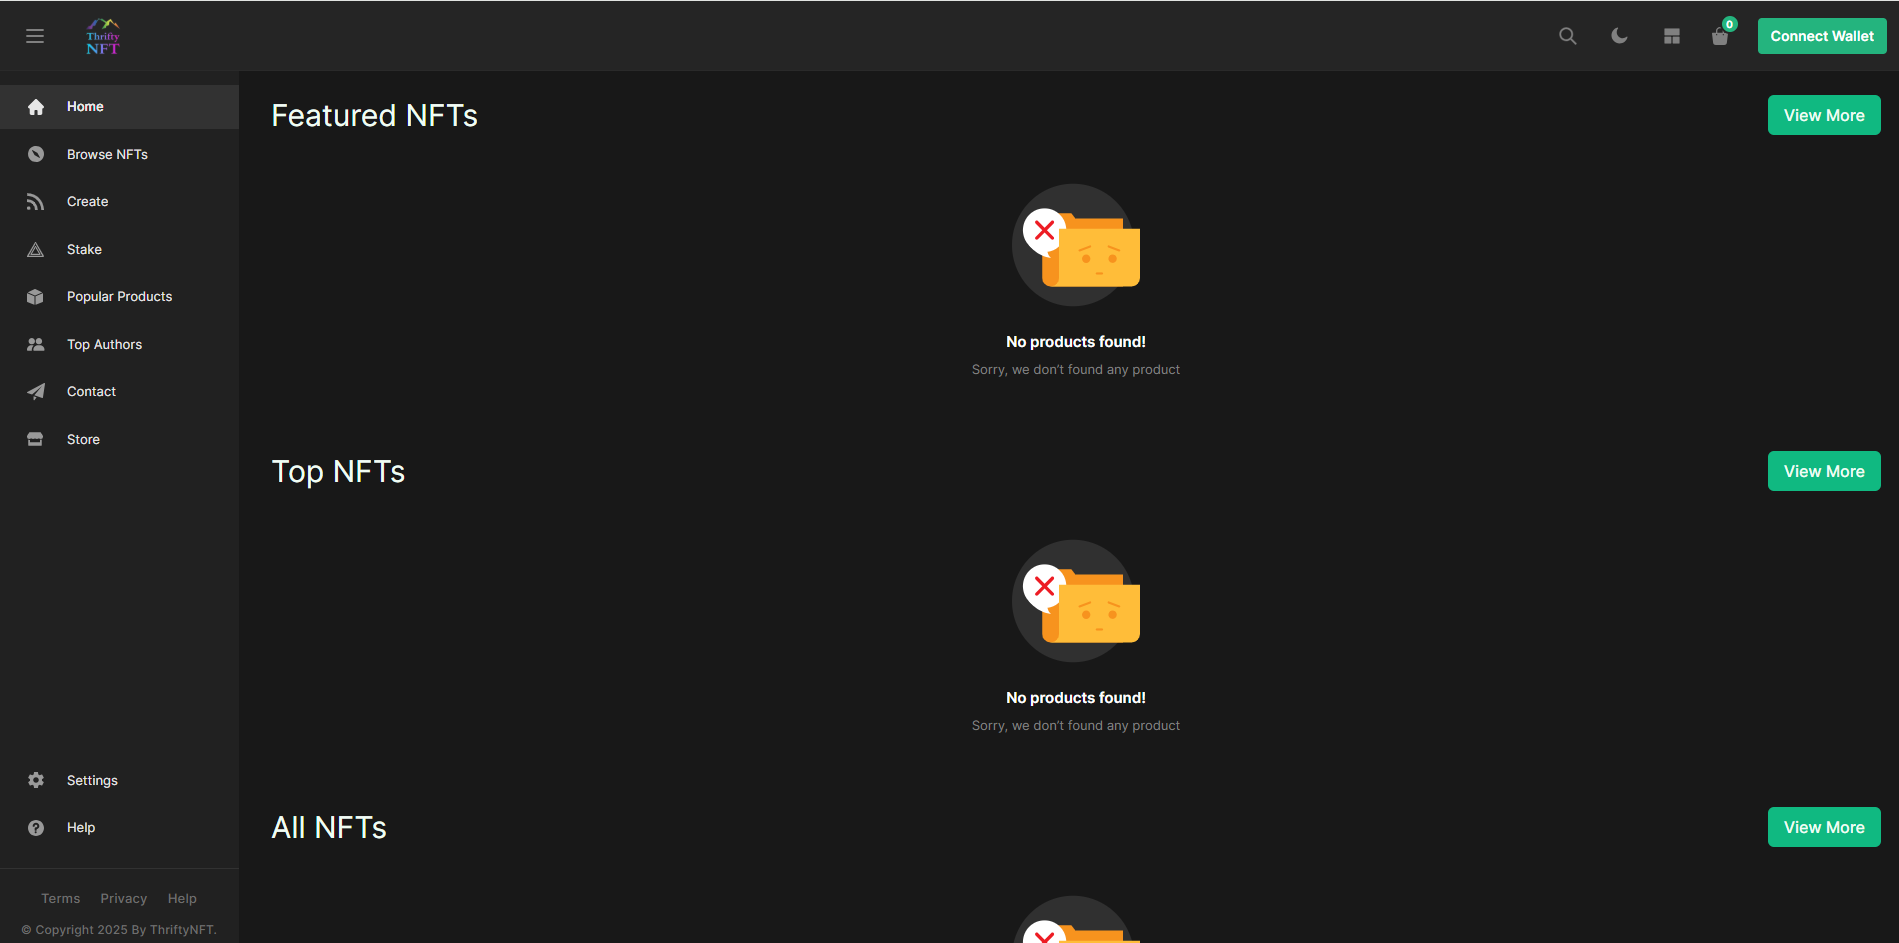 Thrifty
NFT
0
Connect Wallet
Home
Browse NFTs
Create
Stake
Popular Products
Top Authors
Contact
Store
Settings
Help
Terms Privacy Help
© Copyright 2025 By ThriftyNFT.
Featured NFTs
View More
No products found!
Sorry, we don’t found any product
Top NFTs
View More
No products found!
Sorry, we don’t found any product
All NFTs
View More